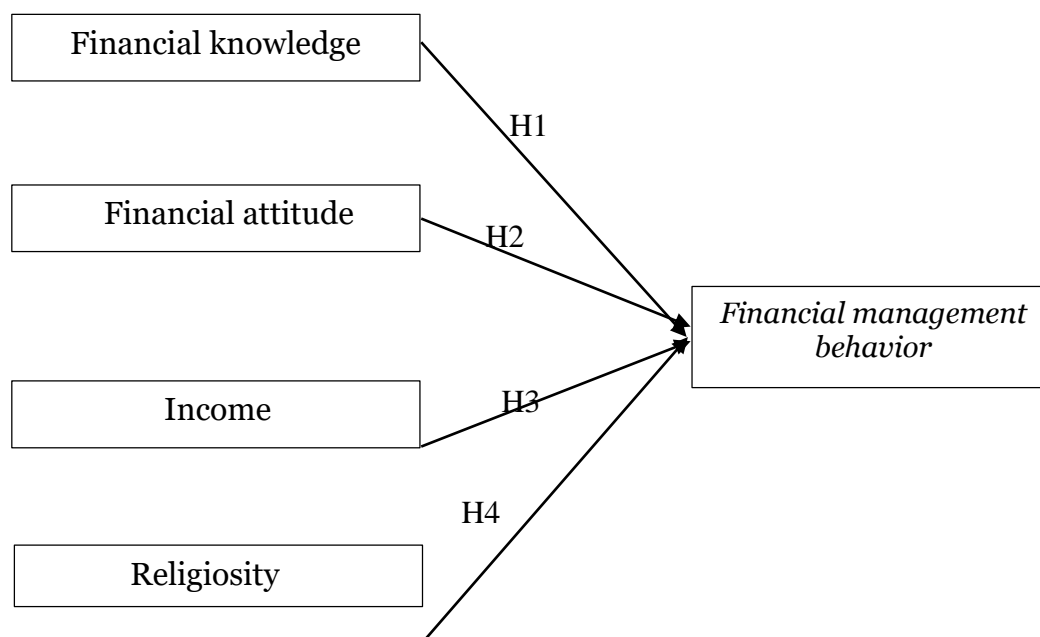 Financial knowledge
H1
Financial attitude
H2
Financial management
behavior
Income
H3
H4
Religiosity